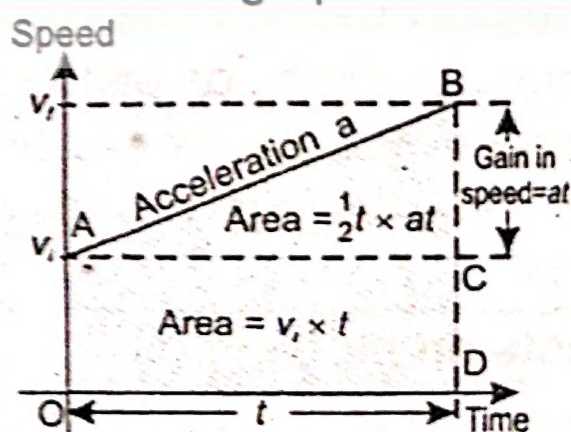 Speed
v_f
B
Acceleration a
Gain in
speed=at
A
Area = ½t × at
v_i
C
Area = v_i × t
D
O
t
Time